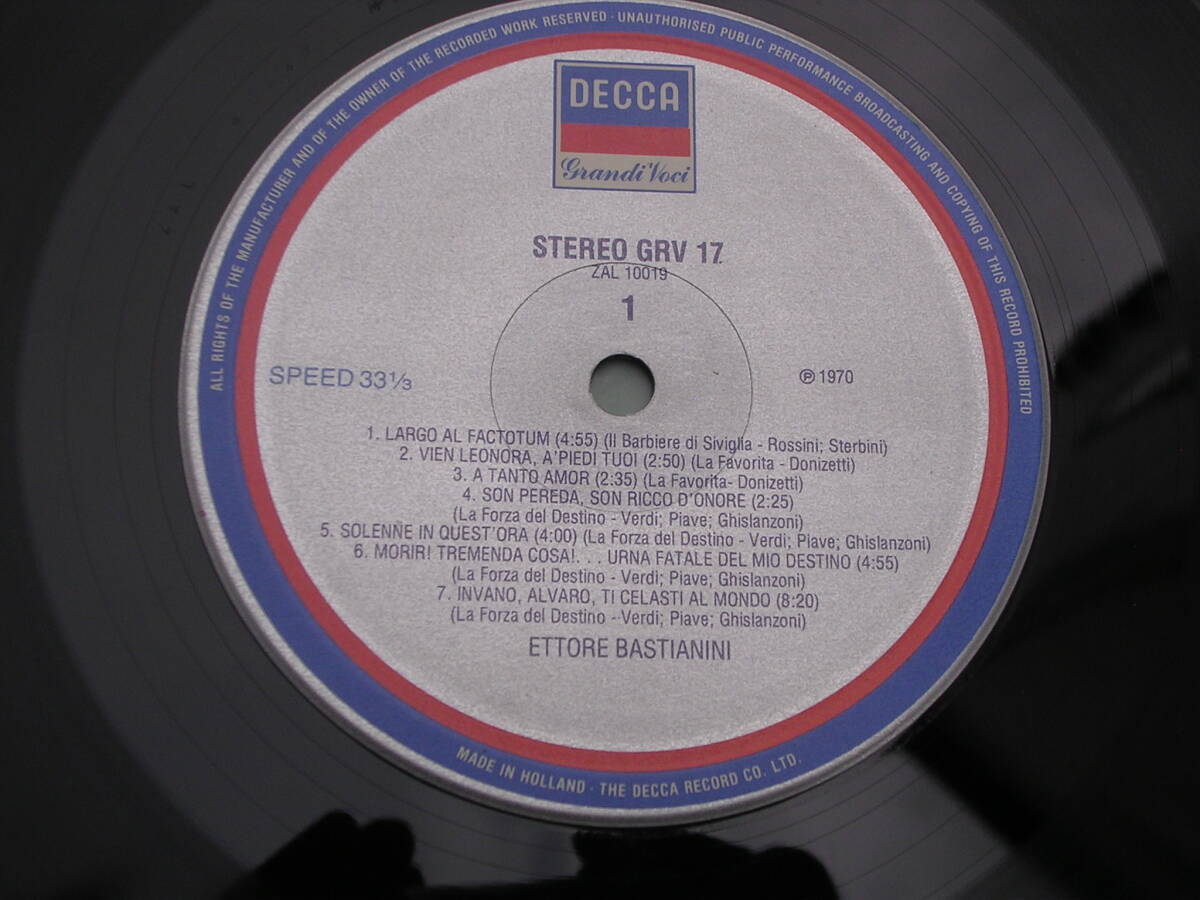 ALL RIGHTS OF THE MANUFACTURER AND OF THE OWNER OF THE RECORDED WORK RESERVED · UNAUTHORISED PUBLIC PERFORMANCE BROADCASTING AND COPYING OF THIS RECORD PROHIBITED
DECCA
Grandi Voci
STEREO GRV 17
ZAL 10019
1
SPEED 33⅓
℗ 1970
1. LARGO AL FACTOTUM (4:55) (Il Barbiere di Siviglia - Rossini; Sterbini)
2. VIEN LEONORA, A'PIEDI TUOI (2:50) (La Favorita - Donizetti)
3. A TANTO AMOR (2:35) (La Favorita- Donizetti)
4. SON PEREDA, SON RICCO D'ONORE (2:25)
(La Forza del Destino - Verdi; Piave; Ghislanzoni)
5. SOLENNE IN QUEST'ORA (4:00) (La Forza del Destino - Verdi; Piave; Ghislanzoni)
6. MORIR! TREMENDA COSA!. . . URNA FATALE DEL MIO DESTINO (4:55)
(La Forza del Destino - Verdi; Piave; Ghislanzoni)
7. INVANO, ALVARO, TI CELASTI AL MONDO (8:20)
(La Forza del Destino - Verdi; Piave; Ghislanzoni)
ETTORE BASTIANINI
MADE IN HOLLAND · THE DECCA RECORD CO. LTD.